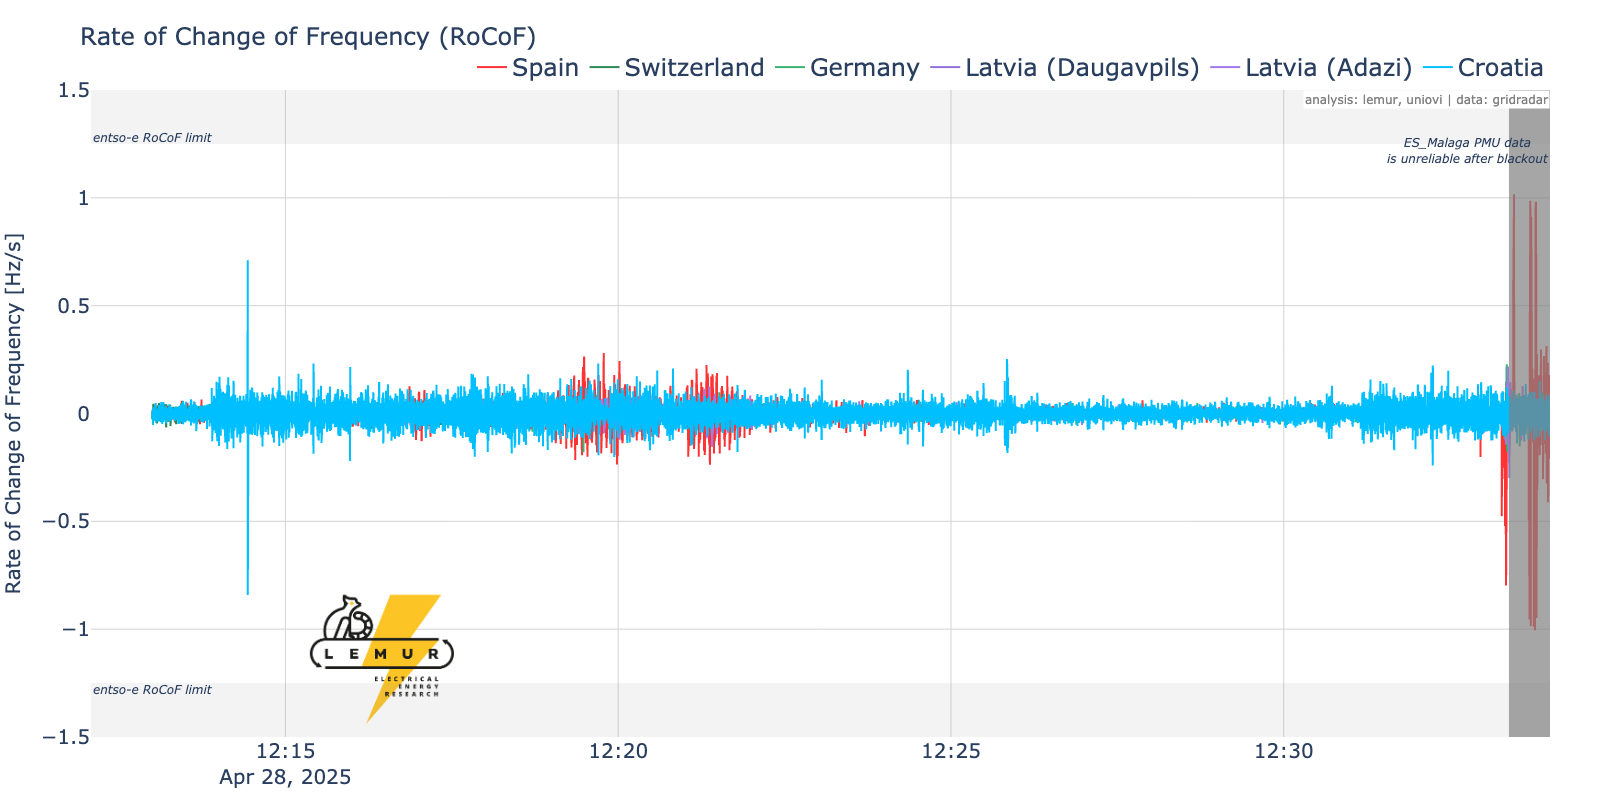 Rate of Change of Frequency (RoCoF)
Spain Switzerland Germany Latvia (Daugavpils) Latvia (Adazi) Croatia
analysis: lemur, uniovi | data: gridradar
entso-e RoCoF limit
ES_Malaga PMU data
is unreliable after blackout
Rate of Change of Frequency [Hz/s]
1.5
1
0.5
0
−0.5
−1
−1.5
LEMUR
ELECTRICAL
ENERGY
RESEARCH
entso-e RoCoF limit
12:15 12:20 12:25 12:30
Apr 28, 2025